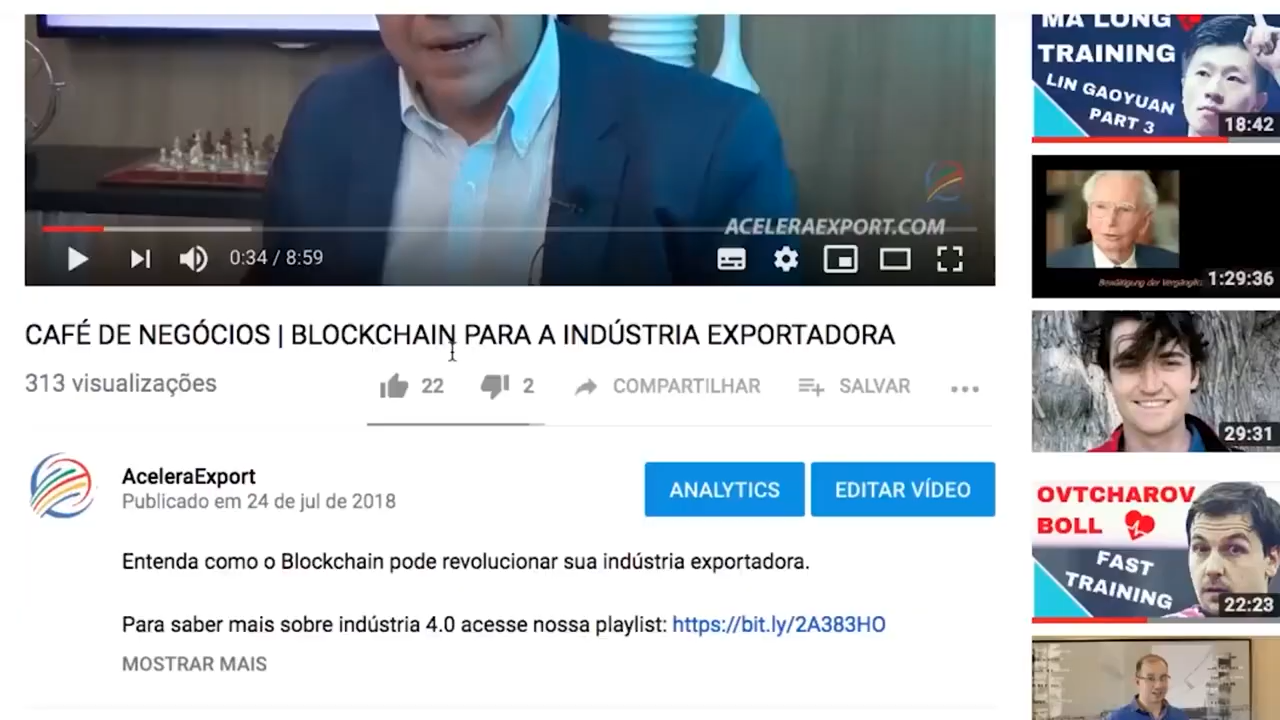 ACELERAEXPORT.COM
0:34 / 8:59
CAFÉ DE NEGÓCIOS | BLOCKCHAIN PARA A INDÚSTRIA EXPORTADORA
313 visualizações
22
2
COMPARTILHAR
SALVAR
AceleraExport
Publicado em 24 de jul de 2018
ANALYTICS
EDITAR VÍDEO
Entenda como o Blockchain pode revolucionar sua indústria exportadora.
Para saber mais sobre indústria 4.0 acesse nossa playlist: https://bit.ly/2A383HO
MOSTRAR MAIS
MA LONG
TRAINING
LIN GAOYUAN
PART 3
18:42
Bewältigung der
1:29:36
29:31
OVTCHAROV
BOLL
FAST
TRAINING
22:23